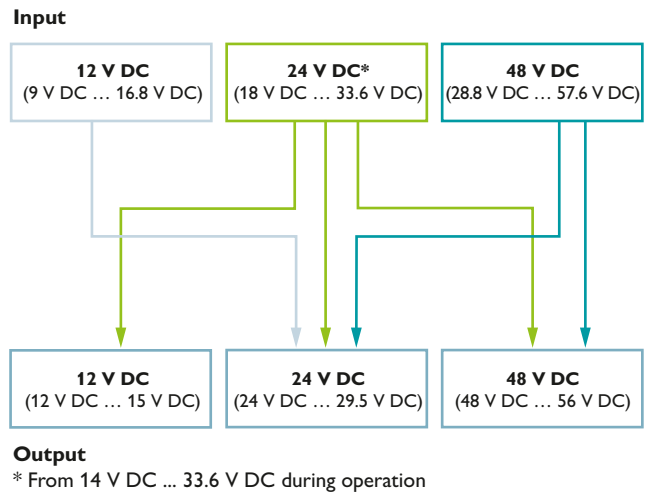 Input
12 V DC
(9 V DC … 16.8 V DC)
24 V DC*
(18 V DC … 33.6 V DC)
48 V DC
(28.8 V DC … 57.6 V DC)
12 V DC
(12 V DC … 15 V DC)
24 V DC
(24 V DC … 29.5 V DC)
48 V DC
(48 V DC … 56 V DC)
Output
* From 14 V DC ... 33.6 V DC during operation